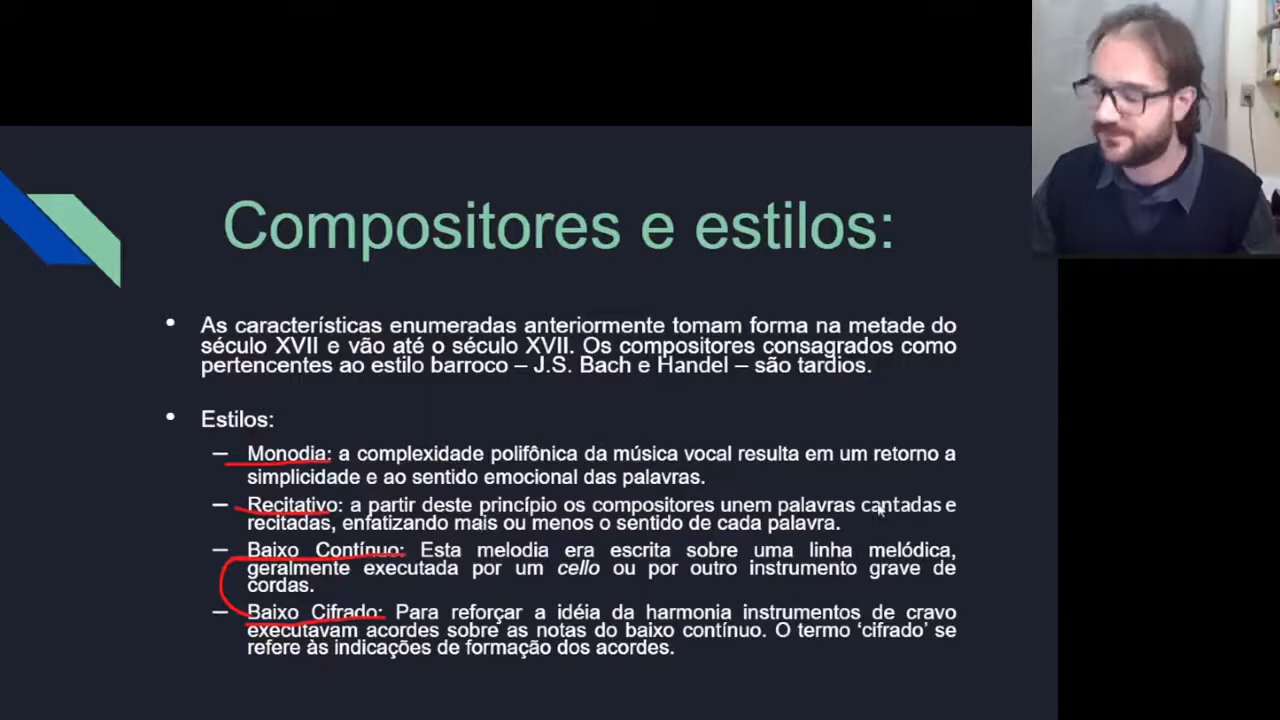 Compositores e estilos:
As características enumeradas anteriormente tomam forma na metade do
século XVII e vão até o século XVII. Os compositores consagrados como
pertencentes ao estilo barroco – J.S. Bach e Handel – são tardios.
Estilos:
– Monodia: a complexidade polifônica da música vocal resulta em um retorno a
simplicidade e ao sentido emocional das palavras.
– Recitativo: a partir deste princípio os compositores unem palavras cantadas e
recitadas, enfatizando mais ou menos o sentido de cada palavra.
– Baixo Contínuo: Esta melodia era escrita sobre uma linha melódica,
geralmente executada por um cello ou por outro instrumento grave de
cordas.
– Baixo Cifrado: Para reforçar a idéia da harmonia instrumentos de cravo
executavam acordes sobre as notas do baixo contínuo. O termo ‘cifrado’ se
refere às indicações de formação dos acordes.